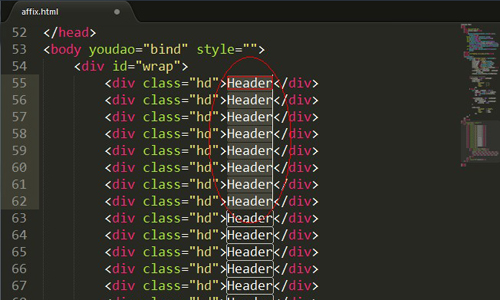 affix.html
52 </head>
53 <body youdao="bind" style="">
54 <div id="wrap">
55 <div class="hd">Header</div>
56 <div class="hd">Header</div>
57 <div class="hd">Header</div>
58 <div class="hd">Header</div>
59 <div class="hd">Header</div>
60 <div class="hd">Header</div>
61 <div class="hd">Header</div>
62 <div class="hd">Header</div>
63 <div class="hd">Header</div>
64 <div class="hd">Header</div>
65 <div class="hd">Header</div>
66 <div class="hd">Header</div>
67 <div class="hd">Header</div>